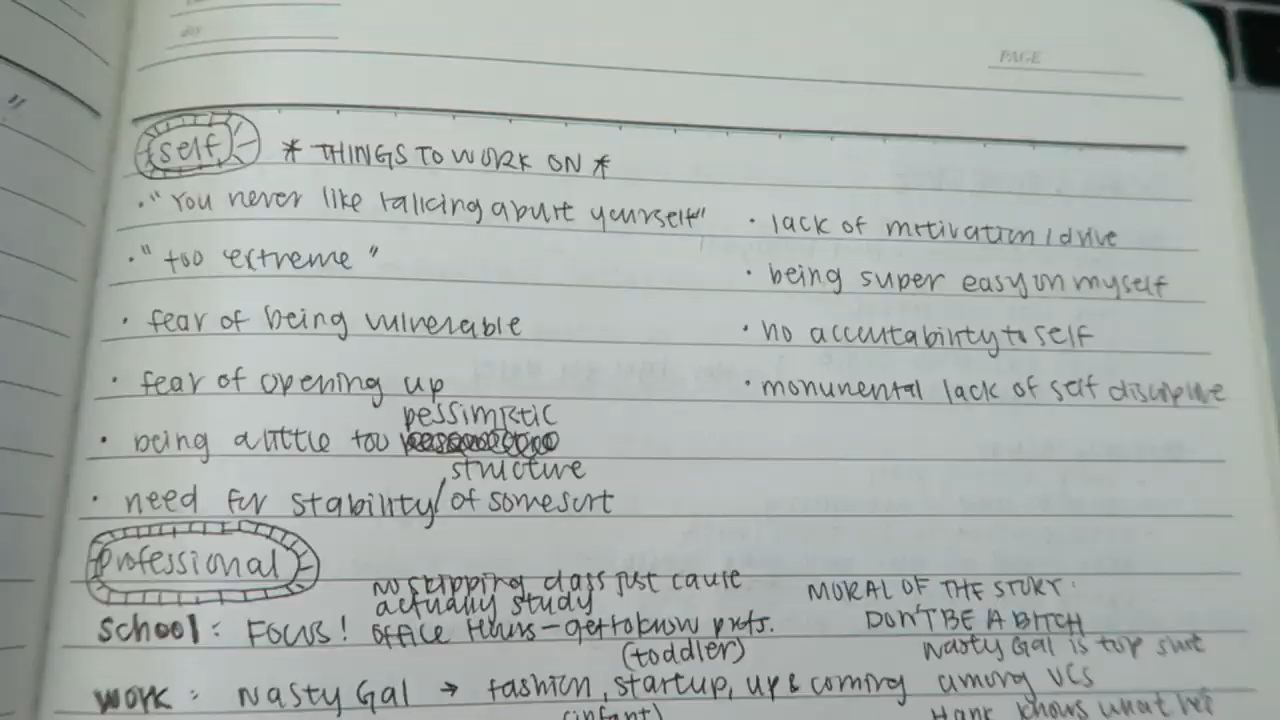 day
PAGE
"
self * THINGS TO WORK ON *
· "You never like talking about yourself"
· "too extreme"
· fear of being vulnerable
· fear of opening up
pessimistic
· being a little too
structure
· need for stability/of some sort
· lack of motivation/drive
· being super easy on myself
· no accountability to self
· monumental lack of self discipline
Professional
no skipping class just cause
actually study
school: FOCUS! OFFICE HOURS - get to know profs.
(toddler)
WORK: NASTY GAL → fashion, startup, up & coming
(infant)
MORAL OF THE STORY:
DON'T BE A BITCH
Nasty Gal is top
among VCs
knows what